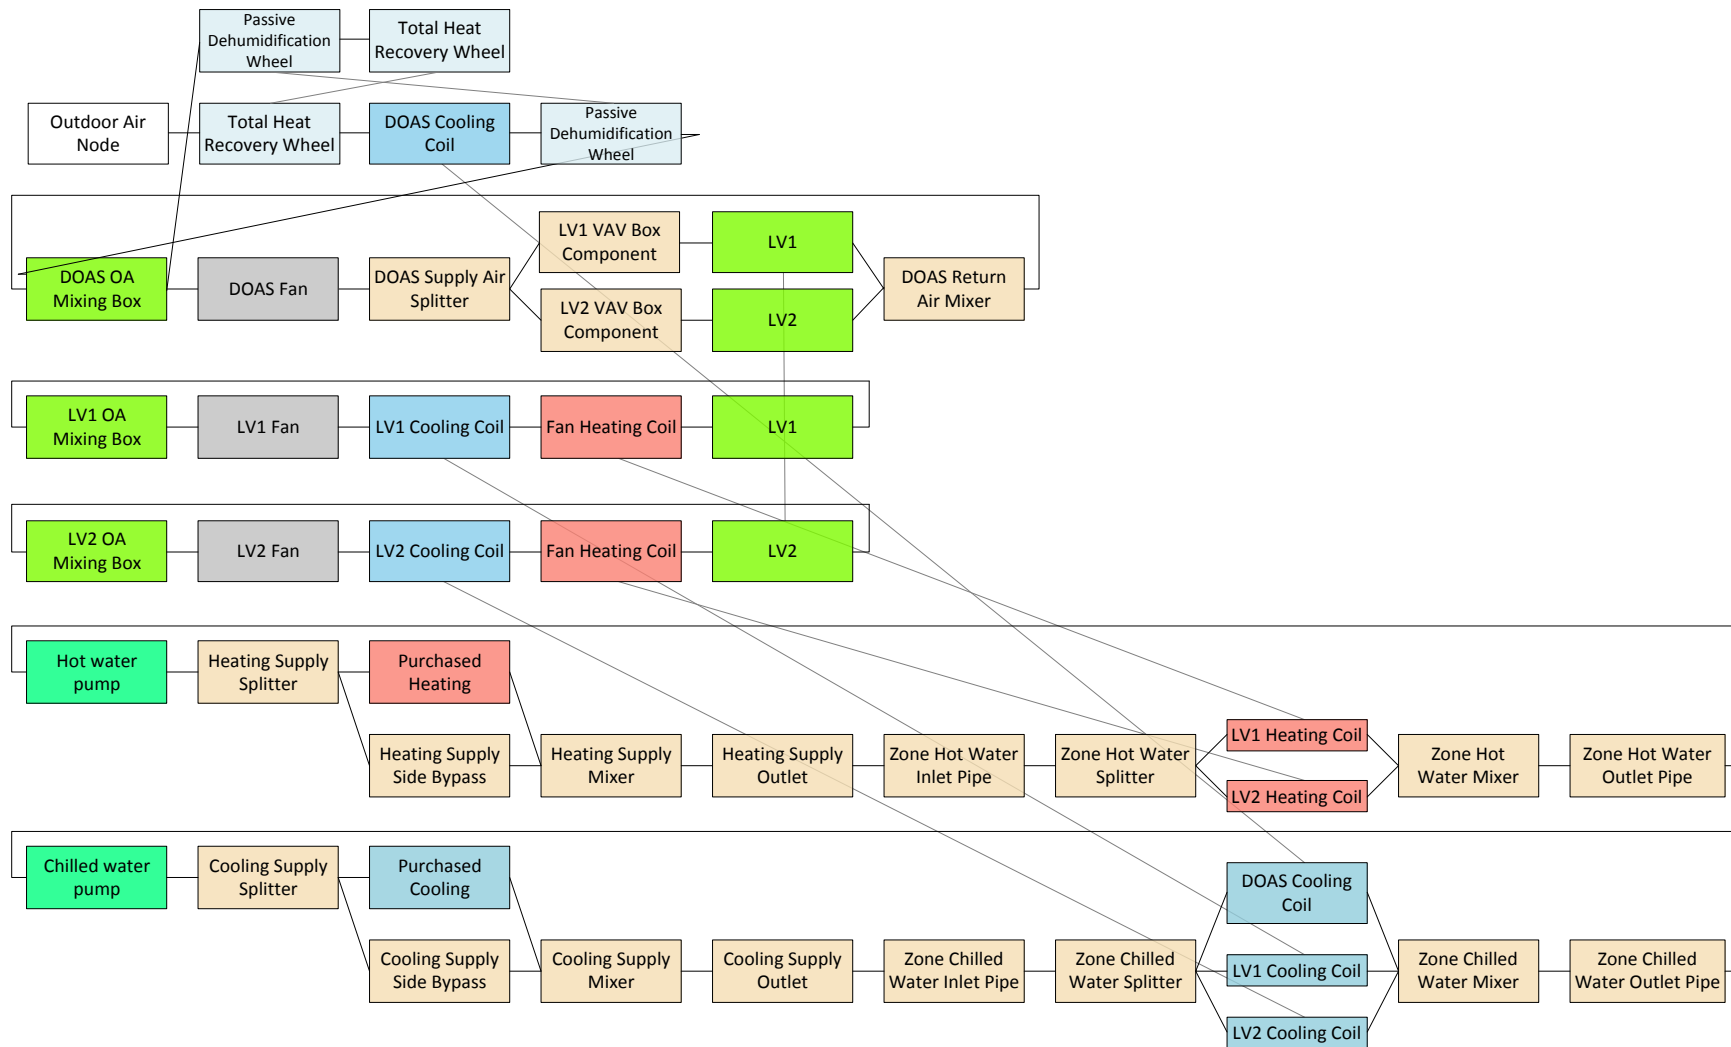 Passive
Dehumidification
Wheel
Total Heat
Recovery Wheel
Outdoor Air
Node
Total Heat
Recovery Wheel
DOAS Cooling
Coil
Passive
Dehumidification
Wheel
DOAS OA
Mixing Box
DOAS Fan
DOAS Supply Air
Splitter
LV1 VAV Box
Component
LV1
LV2 VAV Box
Component
LV2
DOAS Return
Air Mixer
LV1 OA
Mixing Box
LV1 Fan
LV1 Cooling Coil
Fan Heating Coil
LV1
LV2 OA
Mixing Box
LV2 Fan
LV2 Cooling Coil
Fan Heating Coil
LV2
Hot water
pump
Heating Supply
Splitter
Purchased
Heating
Heating Supply
Side Bypass
Heating Supply
Mixer
Heating Supply
Outlet
Zone Hot Water
Inlet Pipe
Zone Hot Water
Splitter
LV1 Heating Coil
LV2 Heating Coil
Zone Hot
Water Mixer
Zone Hot Water
Outlet Pipe
Chilled water
pump
Cooling Supply
Splitter
Purchased
Cooling
Cooling Supply
Side Bypass
Cooling Supply
Mixer
Cooling Supply
Outlet
Zone Chilled
Water Inlet Pipe
Zone Chilled
Water Splitter
DOAS Cooling
Coil
LV1 Cooling Coil
LV2 Cooling Coil
Zone Chilled
Water Mixer
Zone Chilled
Water Outlet Pipe